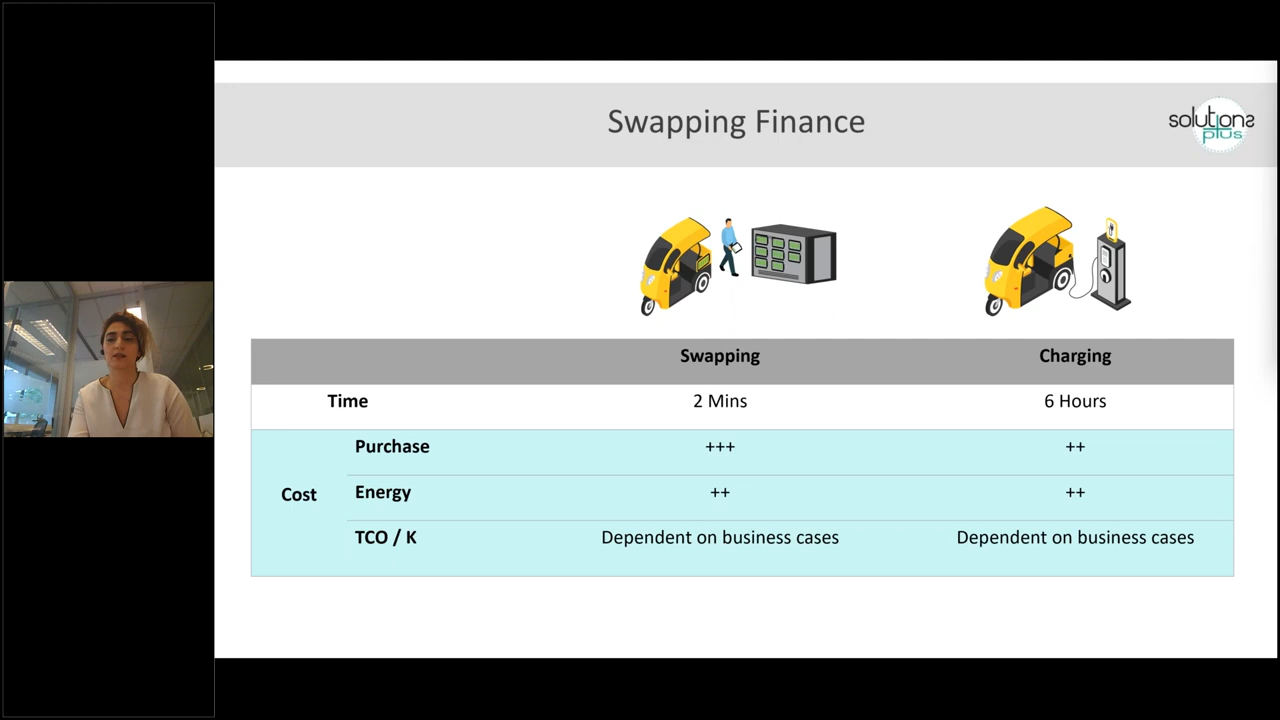 Swapping Finance
solutions
plus
Swapping Charging
Time 2 Mins 6 Hours
Purchase +++ ++
Cost
Energy ++ ++
TCO / K Dependent on business cases Dependent on business cases